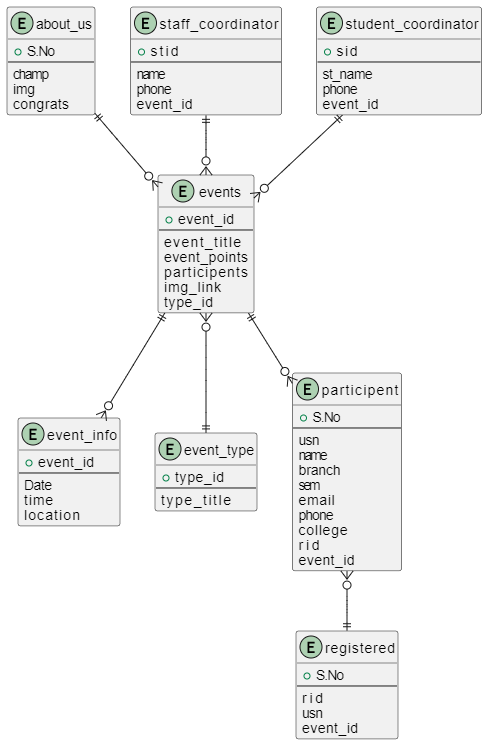 E about_us
S.No
champ
img
congrats
E staff_coordinator
stid
name
phone
event_id
E student_coordinator
sid
st_name
phone
event_id
E events
event_id
event_title
event_points
participents
img_link
type_id
E event_info
event_id
Date
time
location
E event_type
type_id
type_title
E participent
S.No
usn
name
branch
sem
email
phone
college
rid
event_id
E registered
S.No
rid
usn
event_id